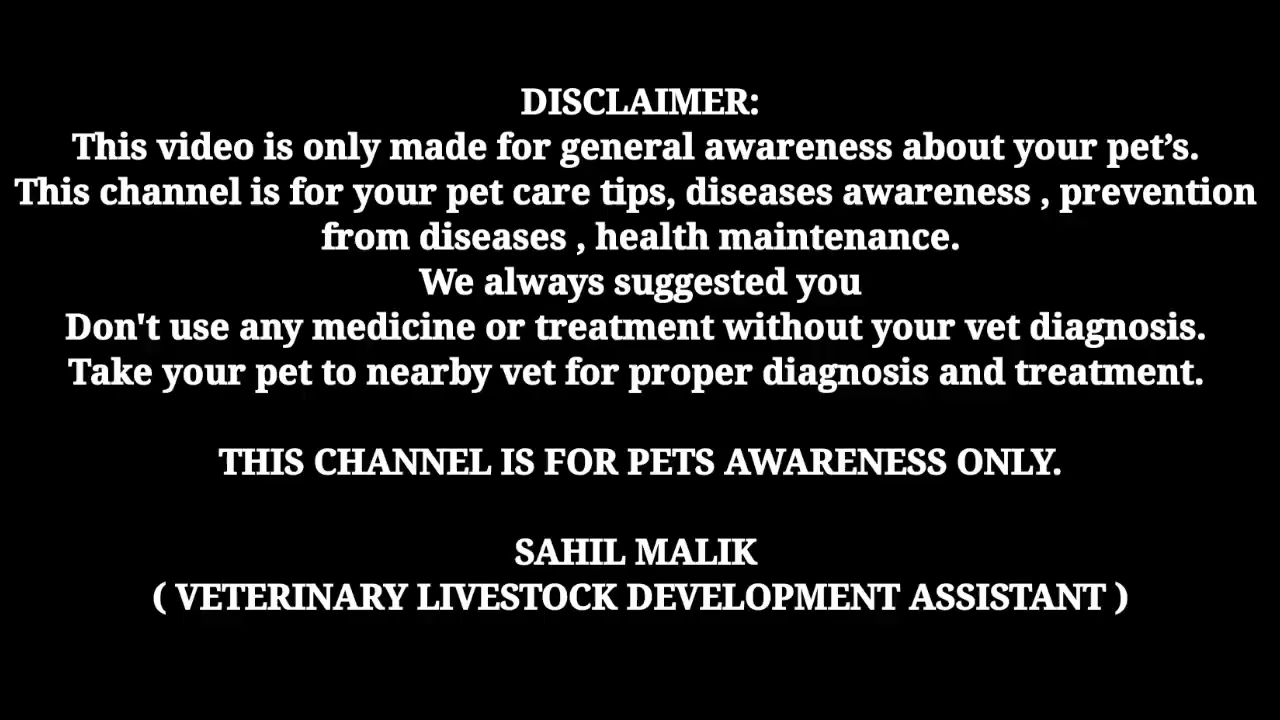 DISCLAIMER:
This video is only made for general awareness about your pet’s.
This channel is for your pet care tips, diseases awareness , prevention
from diseases , health maintenance.
We always suggested you
Don't use any medicine or treatment without your vet diagnosis.
Take your pet to nearby vet for proper diagnosis and treatment.
THIS CHANNEL IS FOR PETS AWARENESS ONLY.
SAHIL MALIK
( VETERINARY LIVESTOCK DEVELOPMENT ASSISTANT )